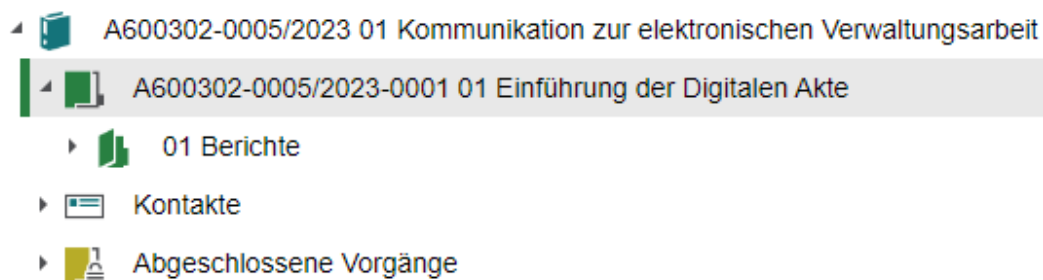 A600302-0005/2023 01 Kommunikation zur elektronischen Verwaltungsarbeit
A600302-0005/2023-0001 01 Einführung der Digitalen Akte
01 Berichte
Kontakte
Abgeschlossene Vorgänge